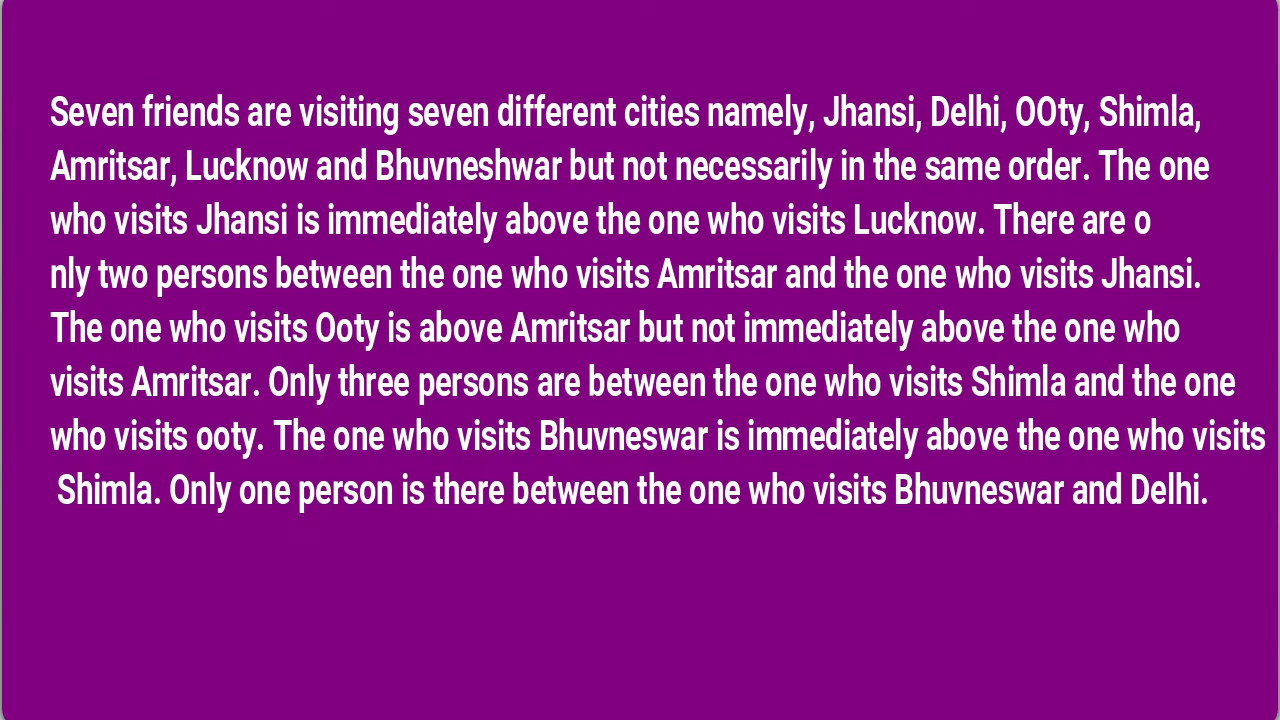 Seven friends are visiting seven different cities namely, Jhansi, Delhi, OOty, Shimla,
Amritsar, Lucknow and Bhuvneshwar but not necessarily in the same order. The one
who visits Jhansi is immediately above the one who visits Lucknow. There are o
nly two persons between the one who visits Amritsar and the one who visits Jhansi.
The one who visits Ooty is above Amritsar but not immediately above the one who
visits Amritsar. Only three persons are between the one who visits Shimla and the one
who visits ooty. The one who visits Bhuvneswar is immediately above the one who visits
Shimla. Only one person is there between the one who visits Bhuvneswar and Delhi.